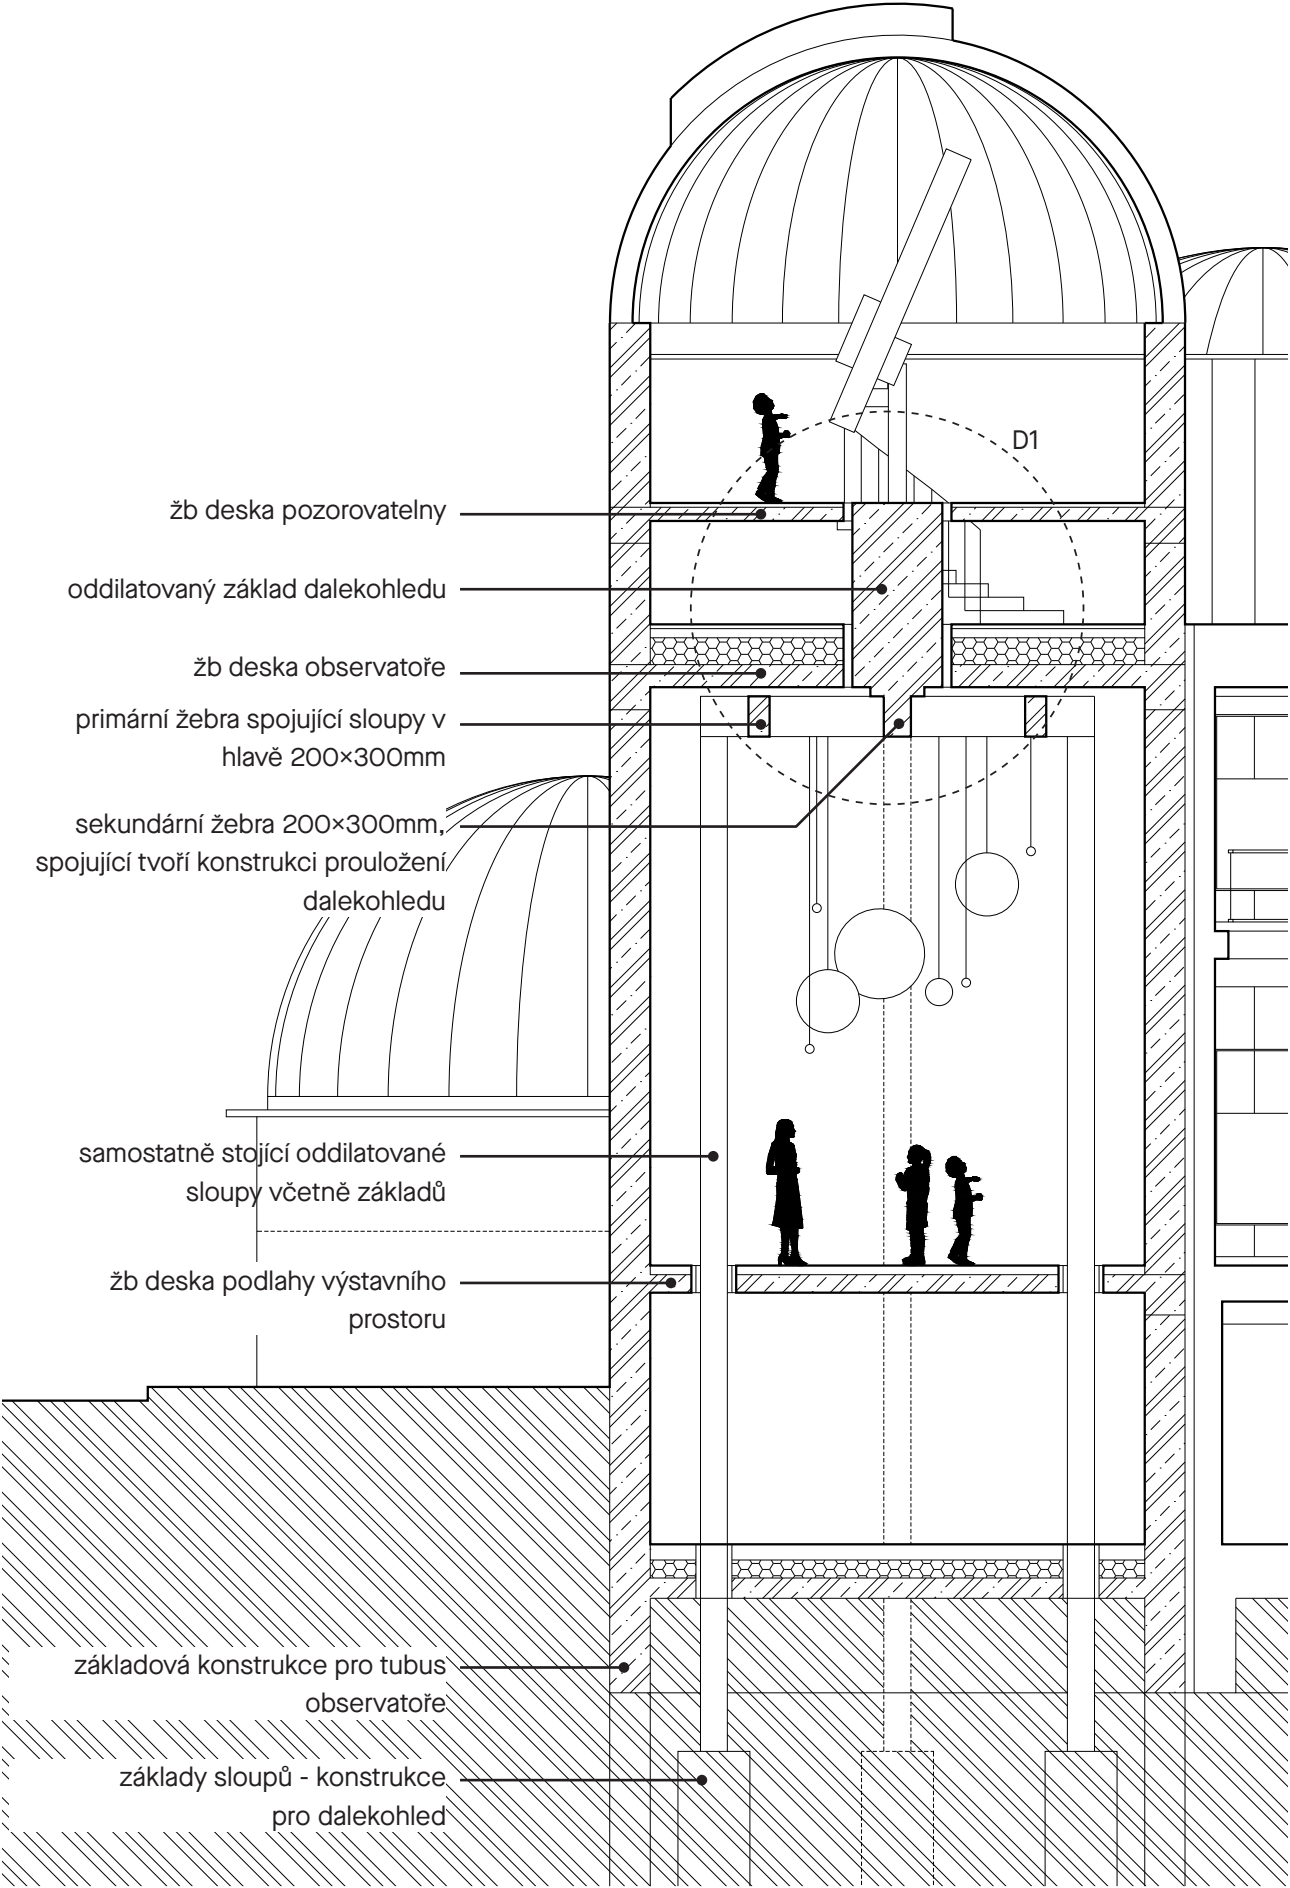 D1
žb deska pozorovatelny
oddilatovaný základ dalekohledu
žb deska observatoře
primární žebra spojující sloupy v
hlavě 200×300mm
sekundární žebra 200×300mm,
spojující tvoří konstrukci prouložení
dalekohledu
samostatně stojící oddilatované
sloupy včetně základů
žb deska podlahy výstavního
prostoru
základová konstrukce pro tubus
observatoře
základy sloupů - konstrukce
pro dalekohled